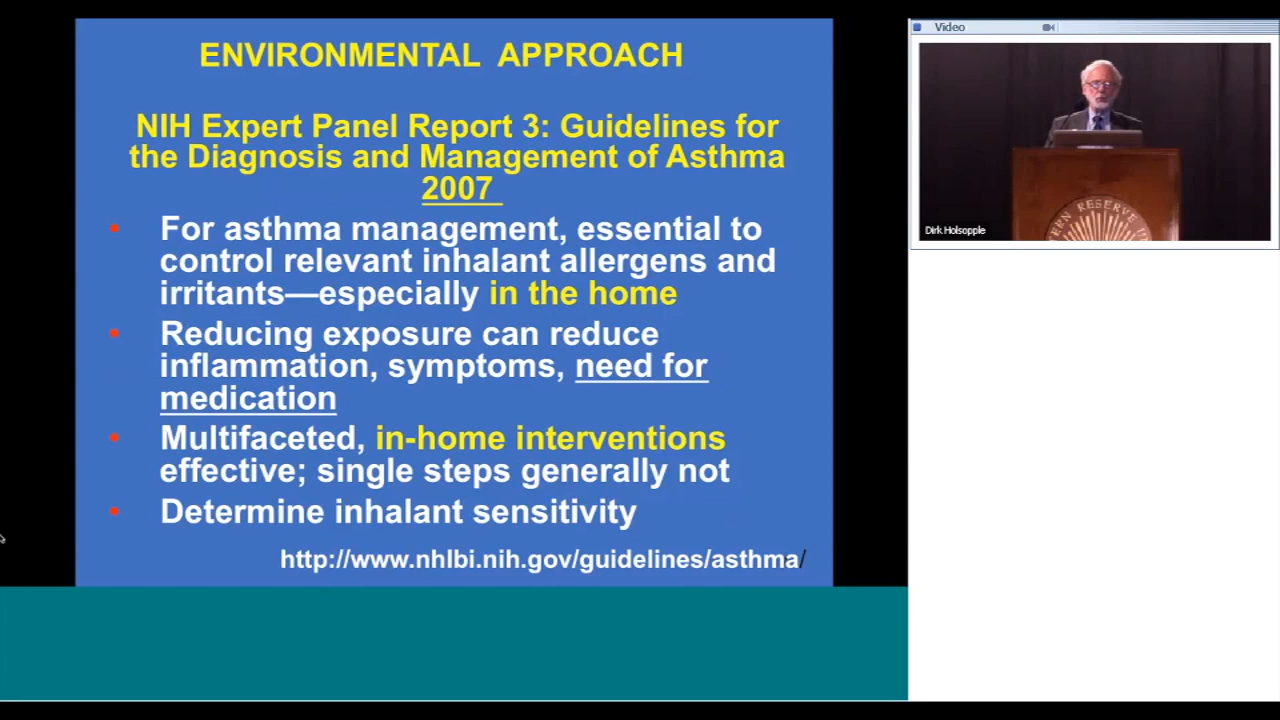 ENVIRONMENTAL APPROACH
NIH Expert Panel Report 3: Guidelines for
the Diagnosis and Management of Asthma
2007
• For asthma management, essential to
control relevant inhalant allergens and
irritants—especially in the home
• Reducing exposure can reduce
inflammation, symptoms, need for
medication
• Multifaceted, in-home interventions
effective; single steps generally not
• Determine inhalant sensitivity
http://www.nhlbi.nih.gov/guidelines/asthma/
Video
Dirk Holsopple
RESERVE